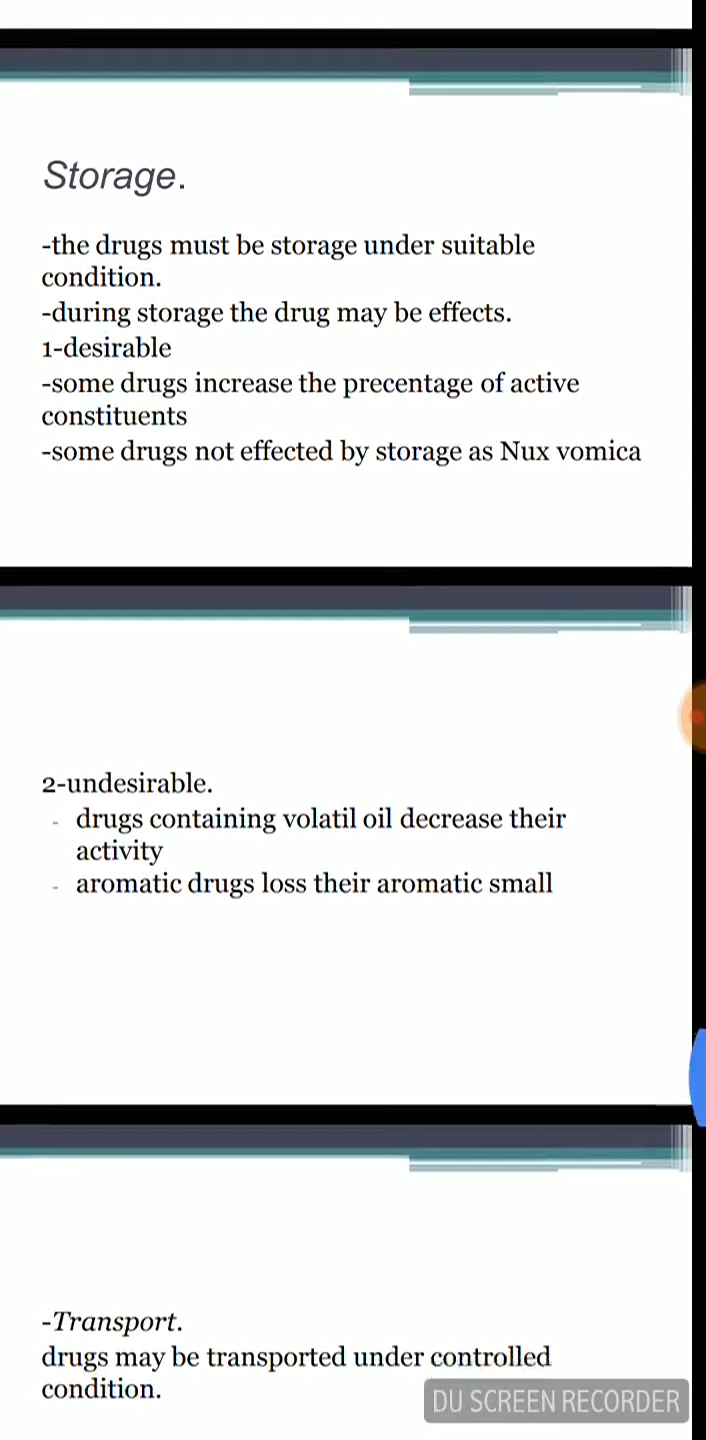 Storage.
-the drugs must be storage under suitable
condition.
-during storage the drug may be effects.
1-desirable
-some drugs increase the precentage of active
constituents
-some drugs not effected by storage as Nux vomica
2-undesirable.
- drugs containing volatil oil decrease their
activity
- aromatic drugs loss their aromatic small
-Transport.
drugs may be transported under controlled
condition.
DU SCREEN RECORDER